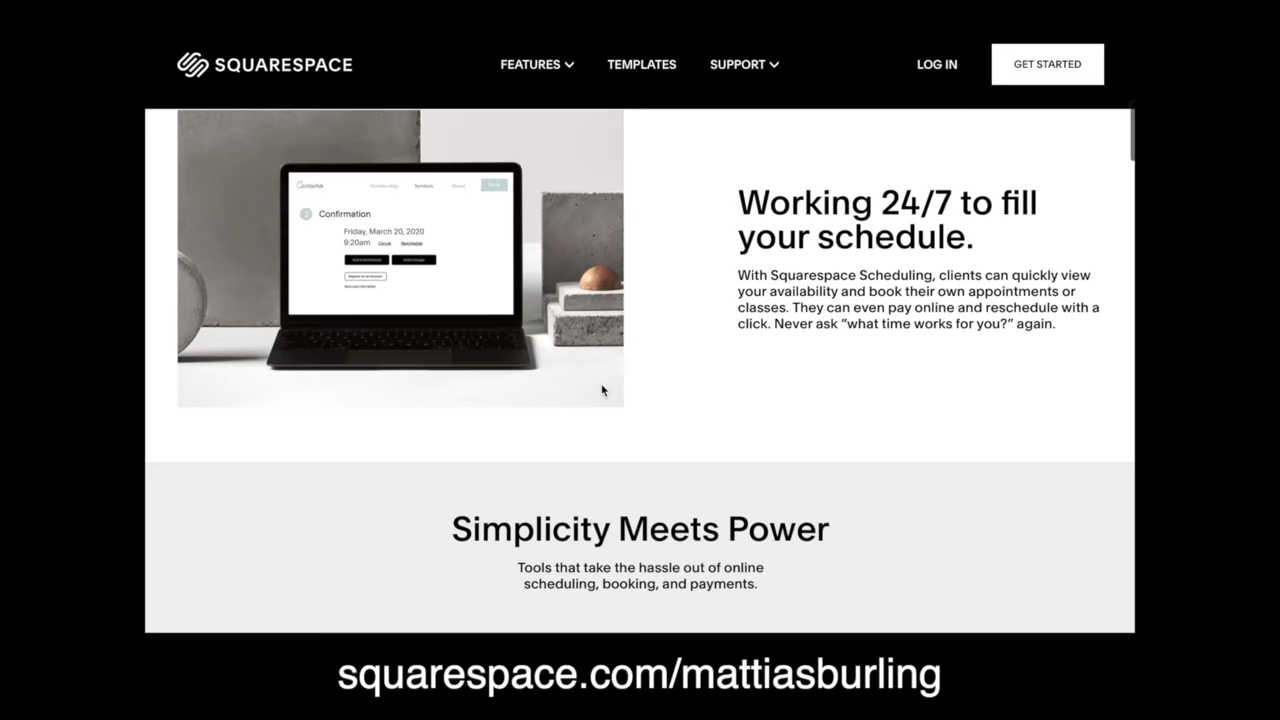 SQUARESPACE
FEATURES
TEMPLATES
SUPPORT
LOG IN
GET STARTED
Services
Confirmation
Friday, March 20, 2020
9:20am Cancel Reschedule
Working 24/7 to fill
your schedule.
With Squarespace Scheduling, clients can quickly view
your availability and book their own appointments or
classes. They can even pay online and reschedule with a
click. Never ask “what time works for you?” again.
Simplicity Meets Power
Tools that take the hassle out of online
scheduling, booking, and payments.
squarespace.com/mattiasburling